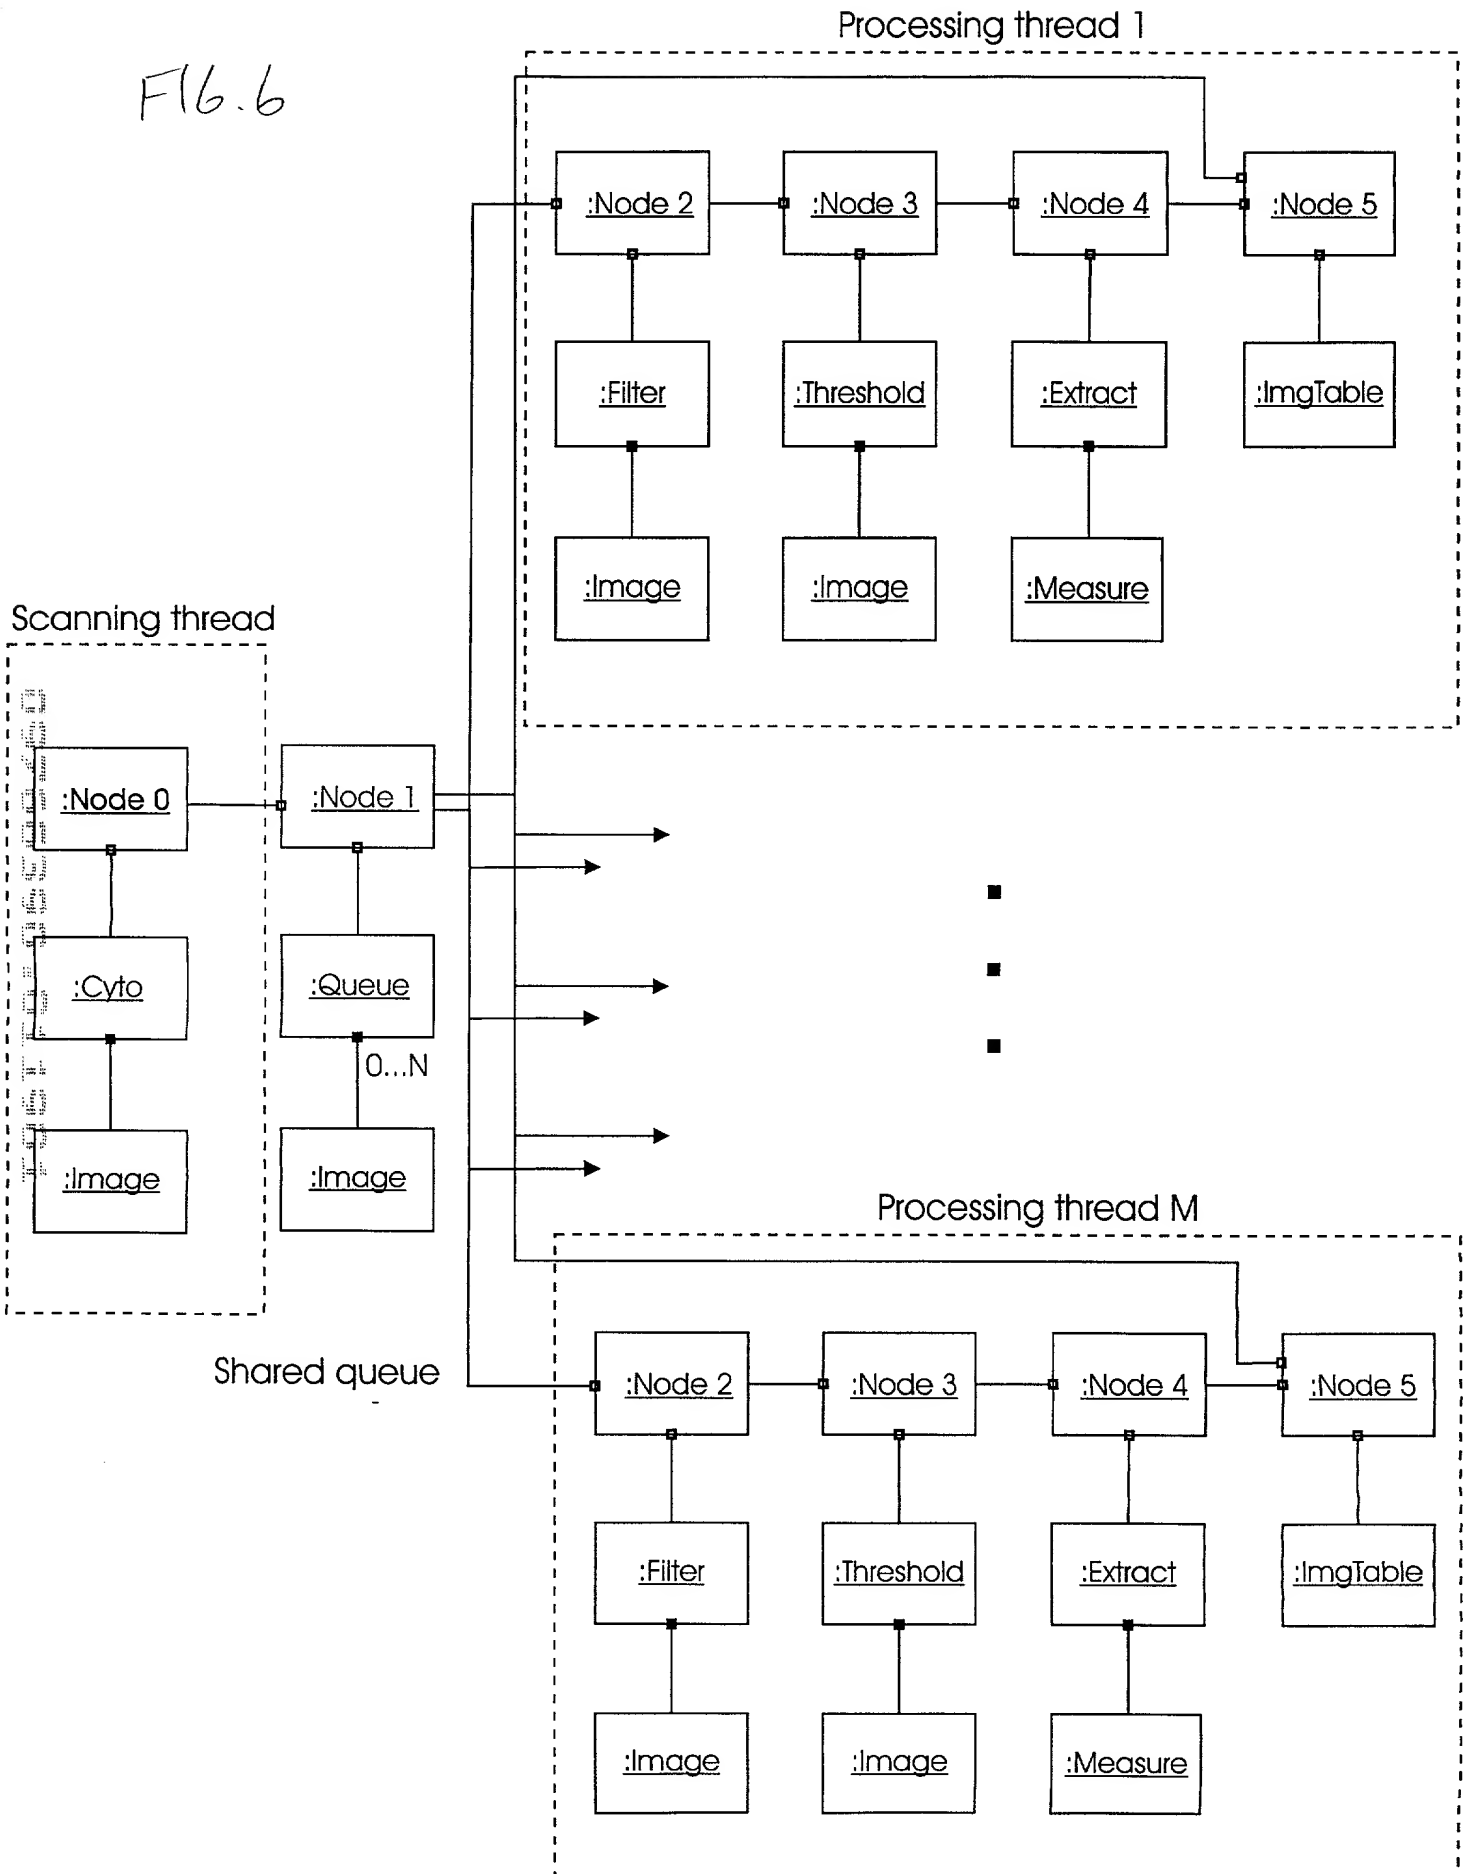 FIG.6
Processing thread 1
:Node 2
:Node 3
:Node 4
:Node 5
:Filter
:Threshold
:Extract
:ImgTable
:Image
:Image
:Measure
Scanning thread
:Node 0
:Node 1
:Cyto
:Queue
0...N
:Image
:Image
Shared queue
Processing thread M
:Node 2
:Node 3
:Node 4
:Node 5
:Filter
:Threshold
:Extract
:ImgTable
:Image
:Image
:Measure